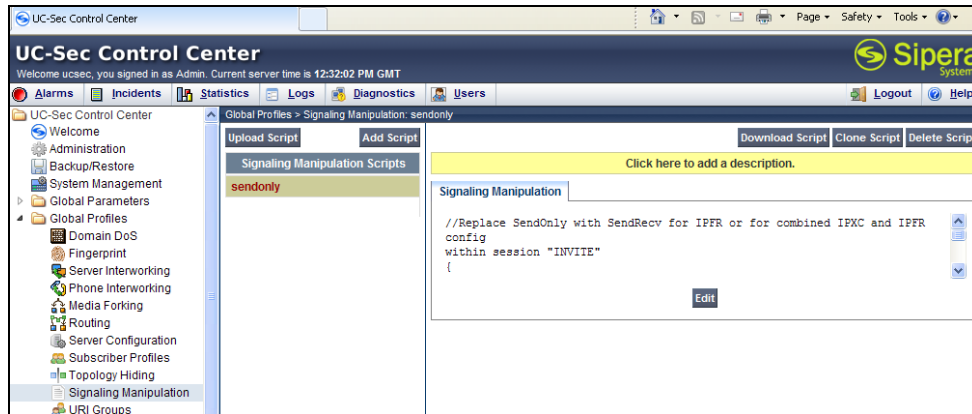 UC-Sec Control Center
Page
Safety
Tools
UC-Sec Control Center
Sipera
Systems
Welcome ucsec, you signed in as Admin. Current server time is 12:32:02 PM GMT
Alarms Incidents Statistics Logs Diagnostics Users Logout Help
UC-Sec Control Center
Welcome
Administration
Backup/Restore
System Management
Global Parameters
Global Profiles
Domain DoS
Fingerprint
Server Interworking
Phone Interworking
Media Forking
Routing
Server Configuration
Subscriber Profiles
Topology Hiding
Signaling Manipulation
URI Groups
Global Profiles > Signaling Manipulation: sendonly
Upload Script Add Script
Signaling Manipulation Scripts
sendonly
Download Script Clone Script Delete Scrip
Click here to add a description.
Signaling Manipulation
//Replace SendOnly with SendRecv for IPFR or for combined IPXC and IPFR
config
within session "INVITE"
{
Edit